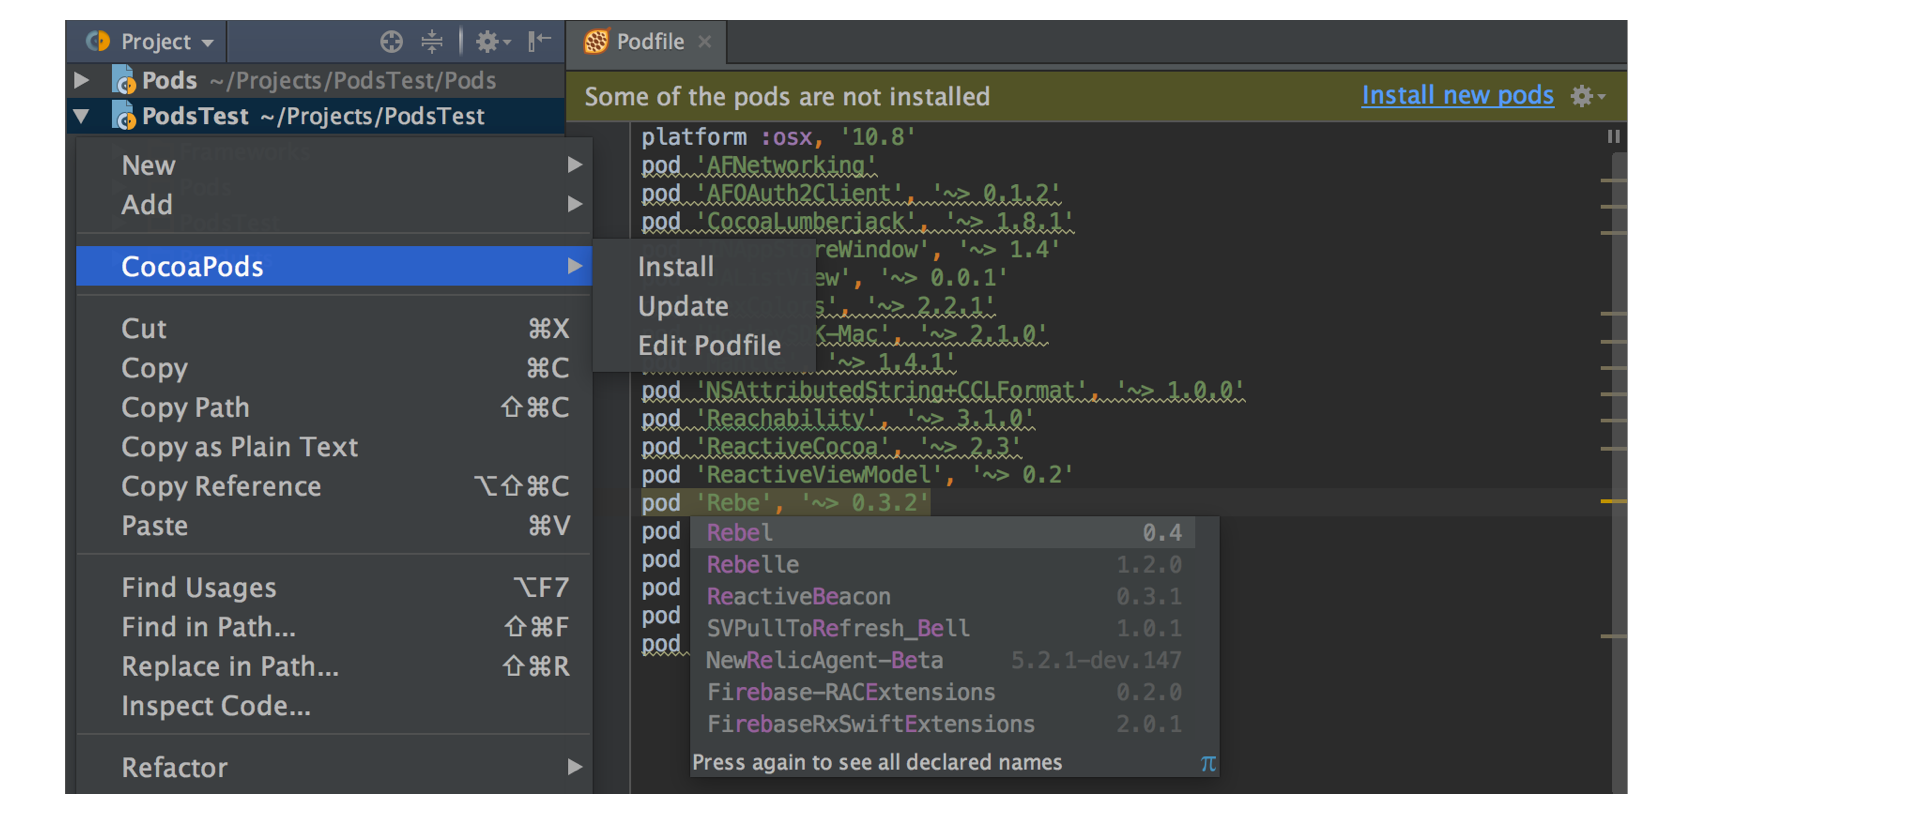 Project
Podfile
Pods ~/Projects/PodsTest/Pods
PodsTest ~/Projects/PodsTest
Some of the pods are not installed
Install new pods
New
Add
CocoaPods
Cut ⌘X
Copy ⌘C
Copy Path ⇧⌘C
Copy as Plain Text
Copy Reference ⌥⇧⌘C
Paste ⌘V
Find Usages ⌥F7
Find in Path... ⇧⌘F
Replace in Path... ⇧⌘R
Inspect Code...
Refactor
Install
Update
Edit Podfile
platform :osx, '10.8'
pod 'AFNetworking'
pod 'AFOAuth2Client', '~> 0.1.2'
pod 'CocoaLumberjack', '~> 1.8.1'
reWindow', '~> 1.4'
ew', '~> 0.0.1'
s', '~> 2.2.1'
K-Mac', '~> 2.1.0'
'~> 1.4.1'
pod 'NSAttributedString+CCLFormat', '~> 1.0.0'
pod 'Reachability', '~> 3.1.0'
pod 'ReactiveCocoa', '~> 2.3'
pod 'ReactiveViewModel', '~> 0.2'
pod 'Rebe', '~> 0.3.2'
pod
pod
pod
pod
pod
Rebel 0.4
Rebelle 1.2.0
ReactiveBeacon 0.3.1
SVPullToRefresh_Bell 1.0.1
NewRelicAgent-Beta 5.2.1-dev.147
Firebase-RACExtensions 0.2.0
FirebaseRxSwiftExtensions 2.0.1
Press again to see all declared names π